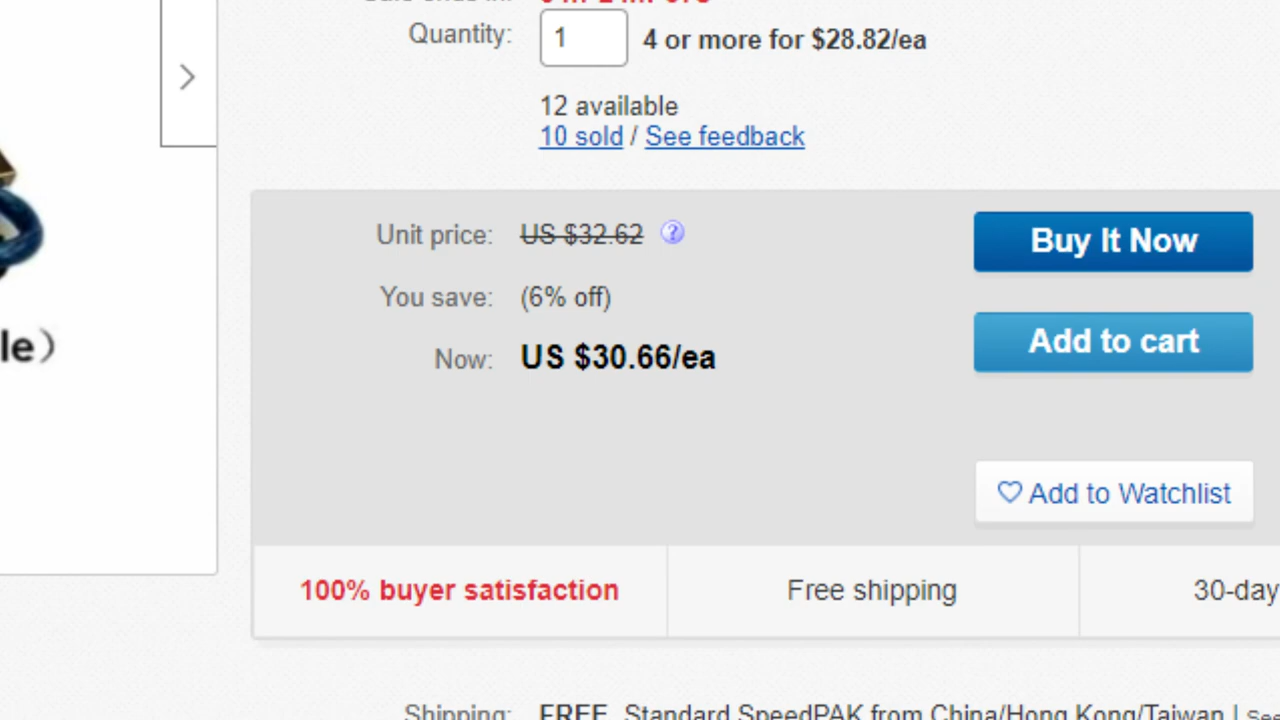 Quantity: 1 4 or more for $28.82/ea
12 available
10 sold / See feedback
Unit price: US $32.62 ?
Buy It Now
You save: (6% off)
Add to cart
Now: US $30.66/ea
le）
Add to Watchlist
100% buyer satisfaction Free shipping 30-day
Shipping: FREE Standard SpeedPAK from China/Hong Kong/Taiwan |